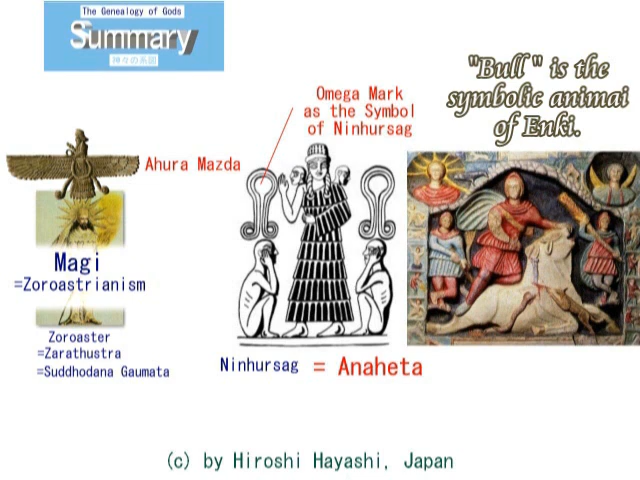 The Genealogy of Gods
Summary
神々の系図
"Bull" is the
symbolic animal
of Enki.
Omega Mark
as the Symbol
of Ninhursag
Ahura Mazda
Magi
=Zoroastrianism
Zoroaster
=Zarathustra
=Suddhodana Gaumata
Ninhursag = Anaheta
(c) by Hiroshi Hayashi, Japan